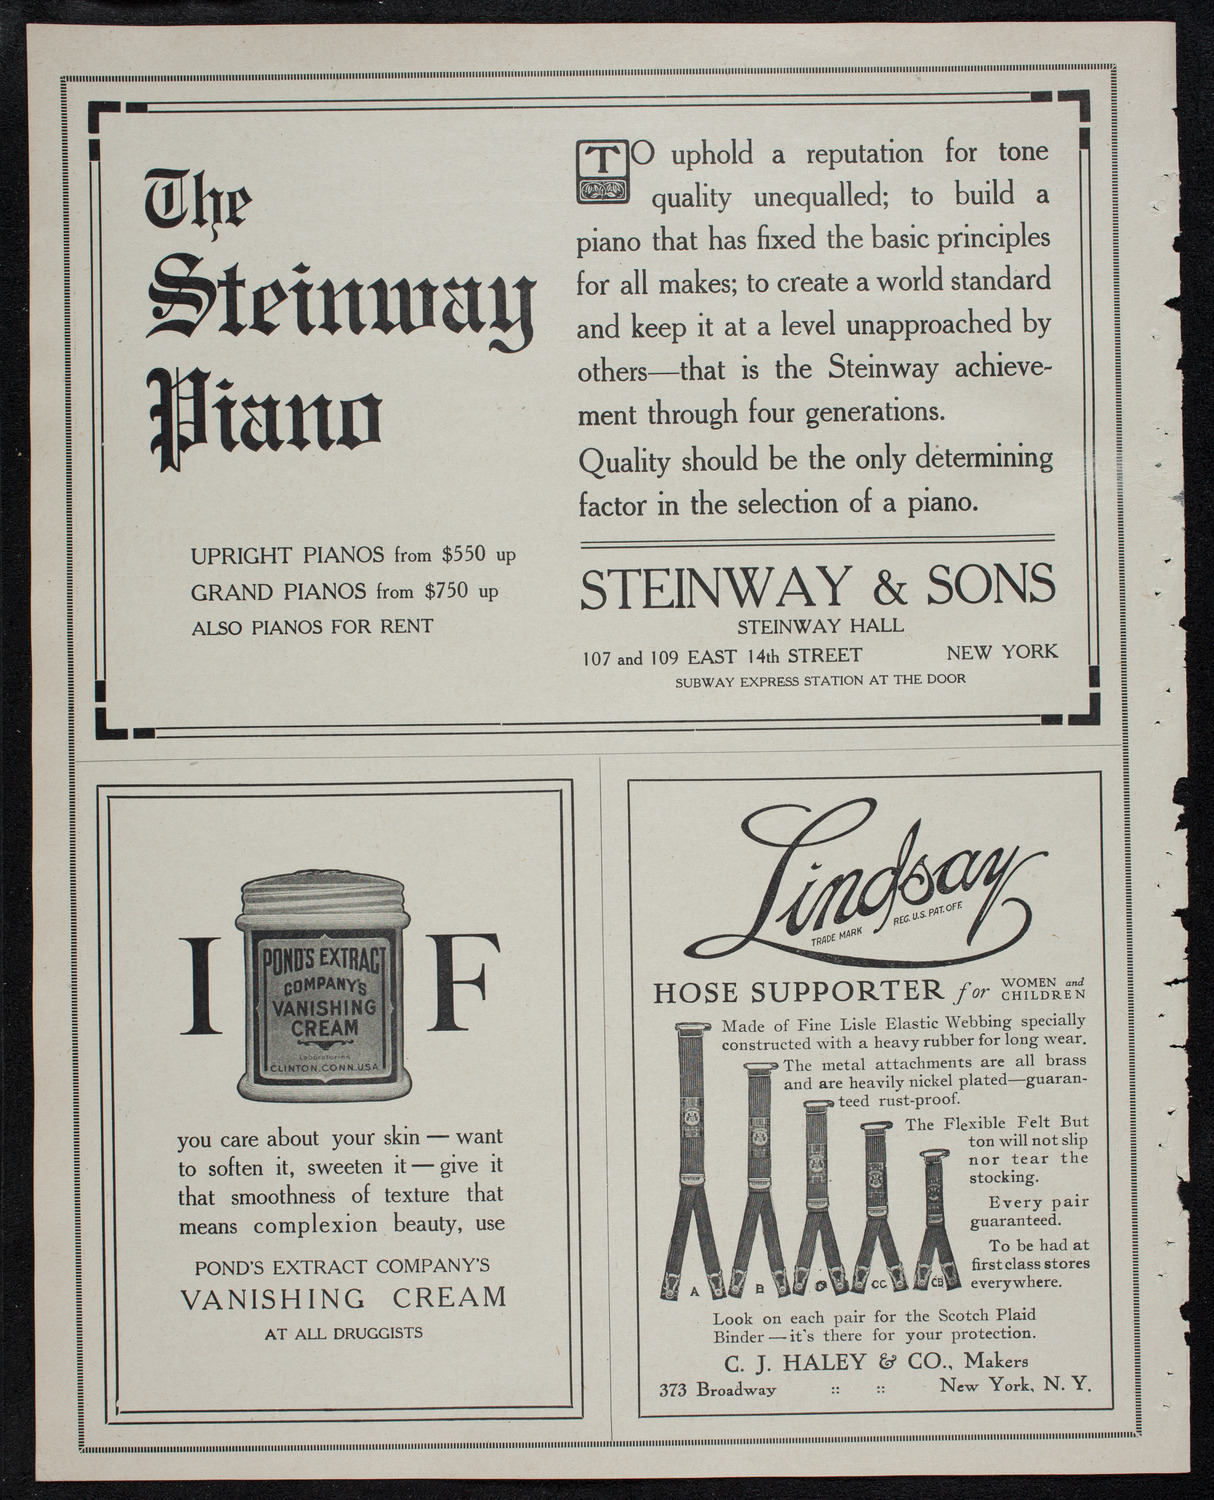 The
Steinway
Piano
UPRIGHT PIANOS from $550 up
GRAND PIANOS from $750 up
ALSO PIANOS FOR RENT
TO uphold a reputation for tone
quality unequalled; to build a
piano that has fixed the basic principles
for all makes; to create a world standard
and keep it at a level unapproached by
others—that is the Steinway achieve-
ment through four generations.
Quality should be the only determining
factor in the selection of a piano.
STEINWAY & SONS
STEINWAY HALL
107 and 109 EAST 14th STREET NEW YORK
SUBWAY EXPRESS STATION AT THE DOOR
I F
POND'S EXTRACT
COMPANY'S
VANISHING
CREAM
Laboratories
CLINTON, CONN. USA.
you care about your skin — want
to soften it, sweeten it — give it
that smoothness of texture that
means complexion beauty, use
POND'S EXTRACT COMPANY'S
VANISHING CREAM
AT ALL DRUGGISTS
Lindsay
TRADE MARK REG. U.S. PAT. OFF.
HOSE SUPPORTER for WOMEN and CHILDREN
Made of Fine Lisle Elastic Webbing specially
constructed with a heavy rubber for long wear.
The metal attachments are all brass
and are heavily nickel plated—guaran-
teed rust-proof.
The Flexible Felt But
ton will not slip
nor tear the
stocking.
Every pair
guaranteed.
To be had at
first class stores
everywhere.
A B D CC CB
Look on each pair for the Scotch Plaid
Binder — it's there for your protection.
C. J. HALEY & CO., Makers
373 Broadway :: :: New York, N. Y.